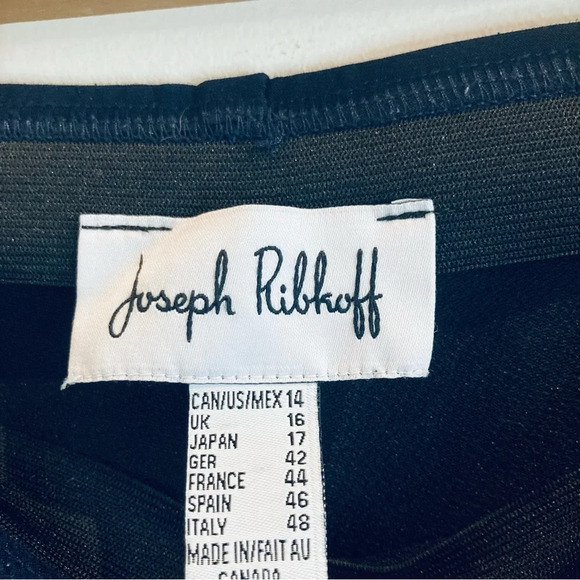 Joseph Ribkoff
CAN/US/MEX 14
UK 16
JAPAN 17
GER 42
FRANCE 44
SPAIN 46
ITALY 48
MADE IN/FAIT AU
CANADA